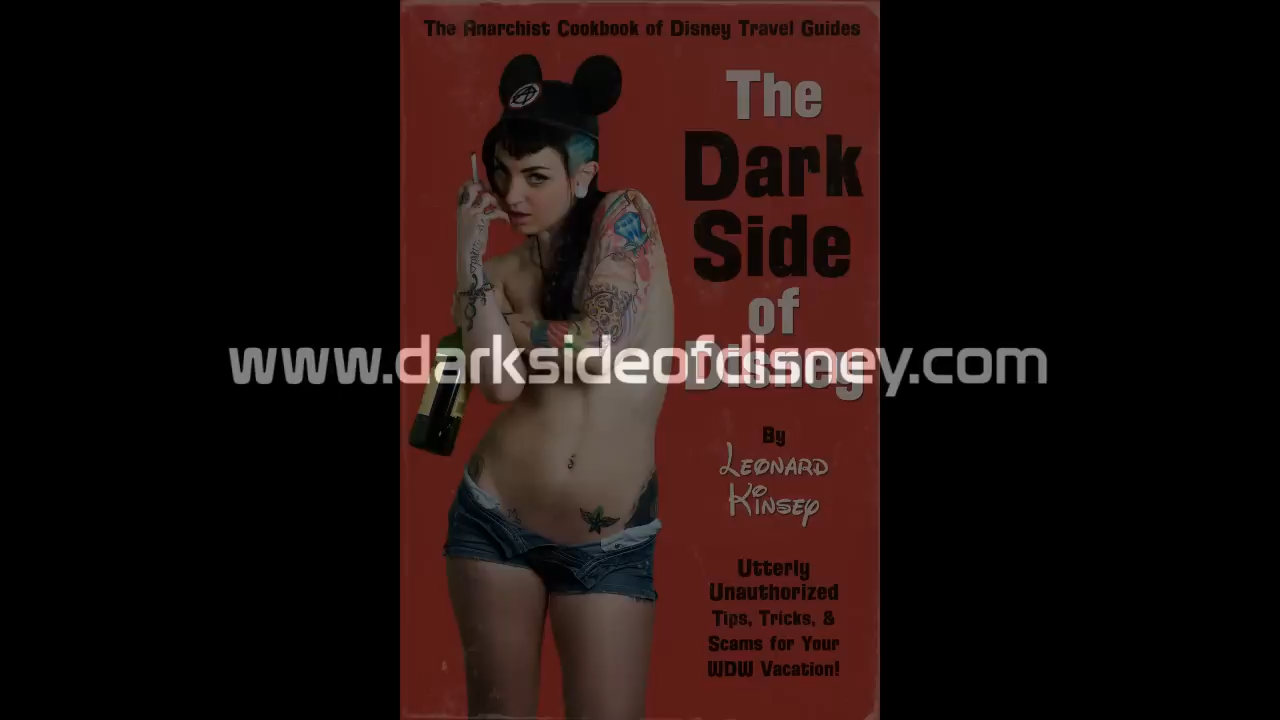 The Anarchist Cookbook of Disney Travel Guides
The
Dark
Side
of
Disney
www.darksideofdisney.com
By
Leonard
Kinsey
Utterly
Unauthorized
Tips, Tricks, &
Scams for Your
WDW Vacation!